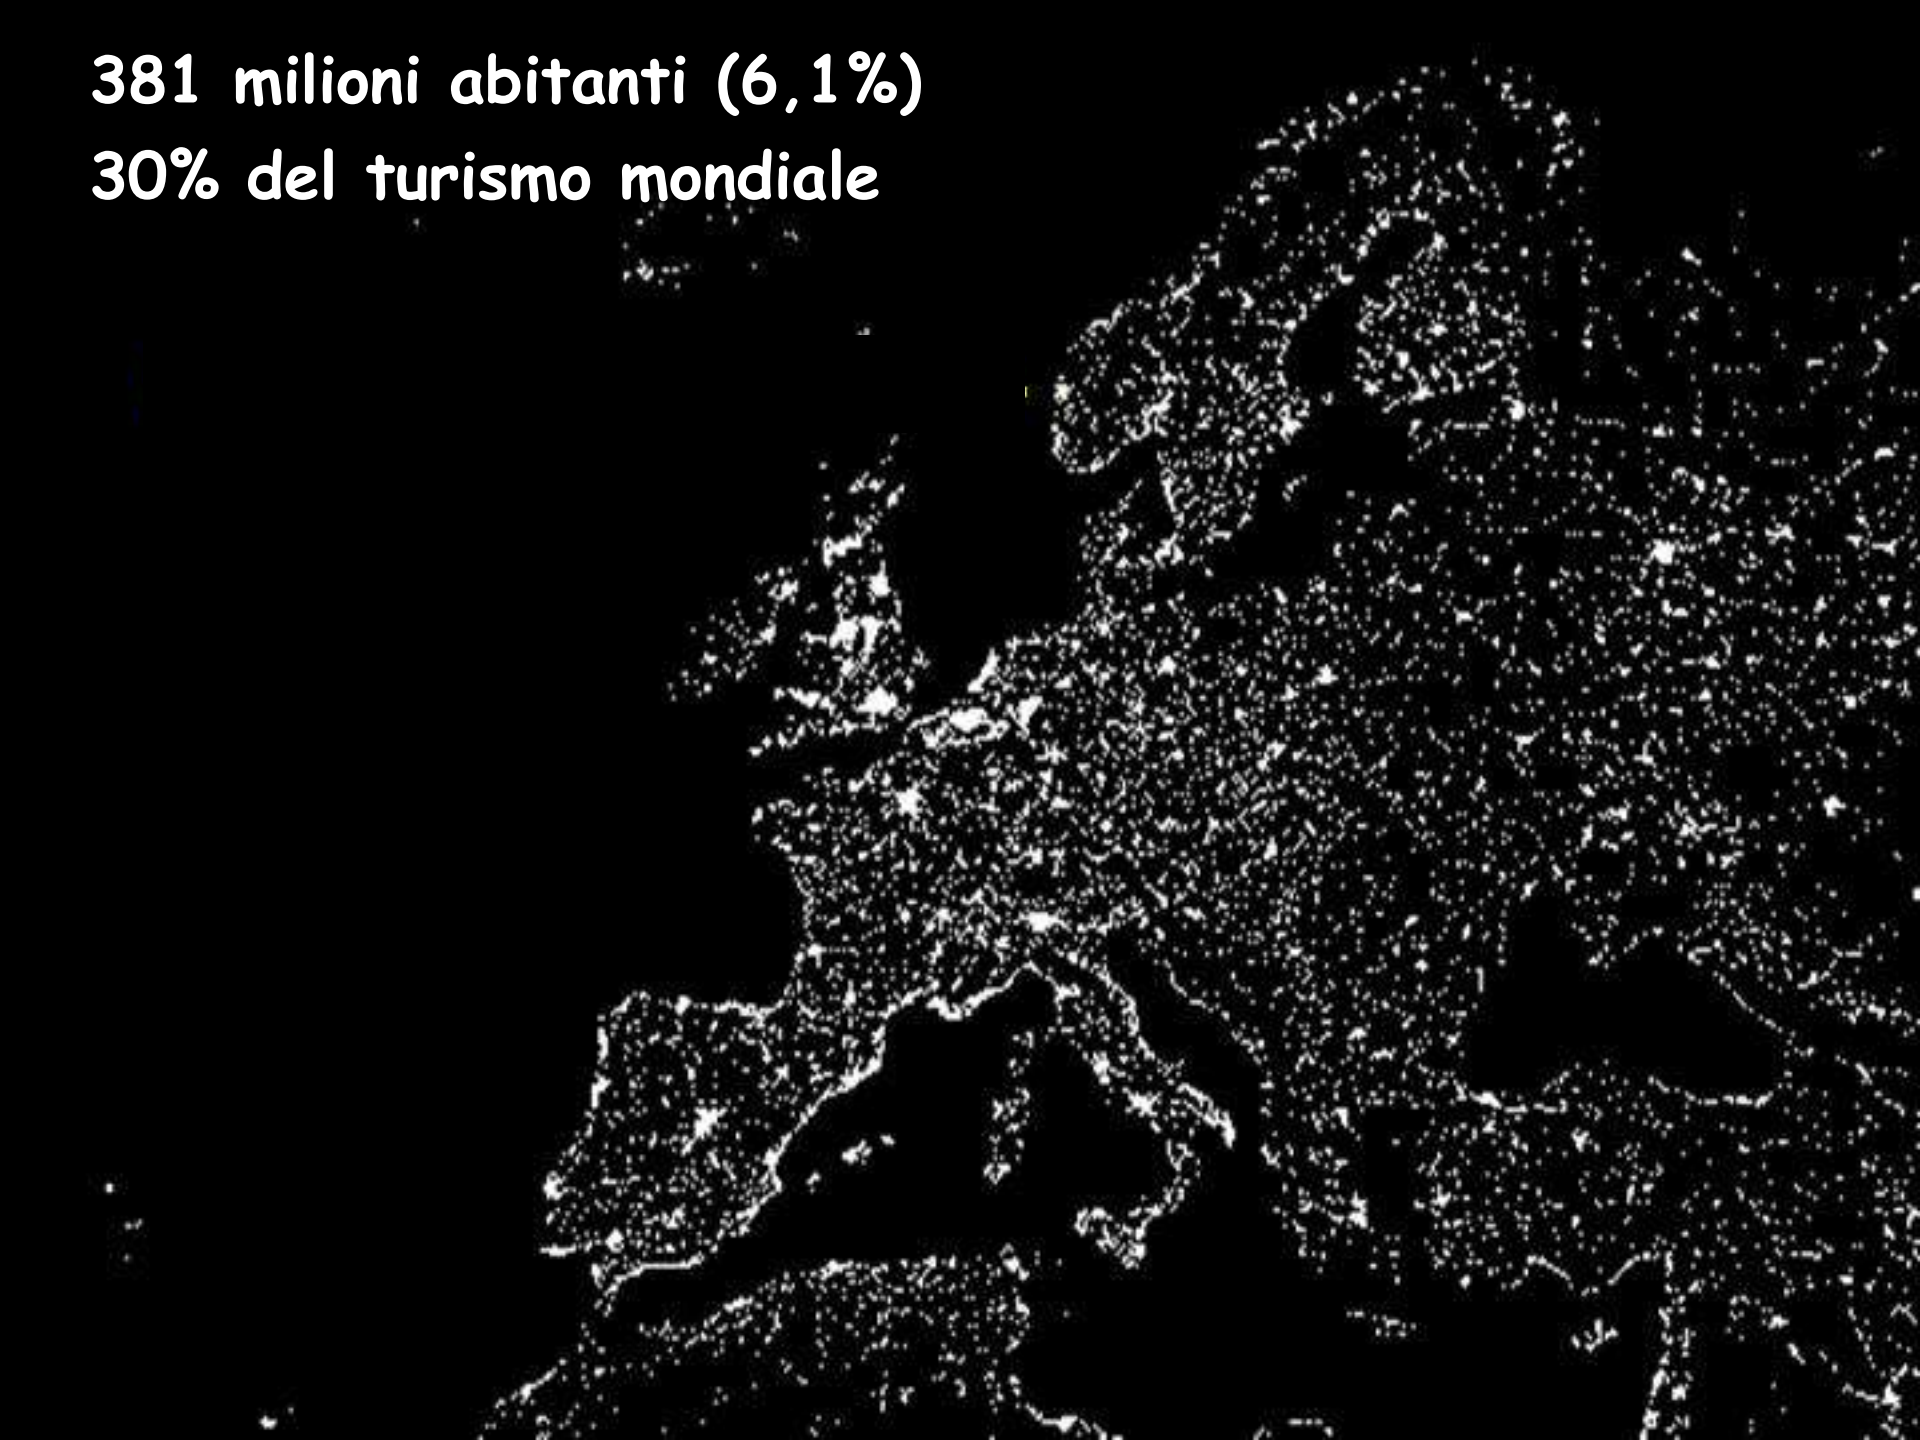 381 milioni abitanti (6,1%)
30% del turismo mondiale